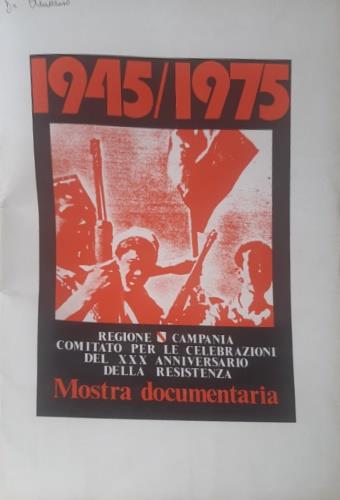 1945/1975
REGIONE CAMPANIA
COMITATO PER LE CELEBRAZIONI
DEL XXX ANNIVERSARIO
DELLA RESISTENZA
Mostra documentaria